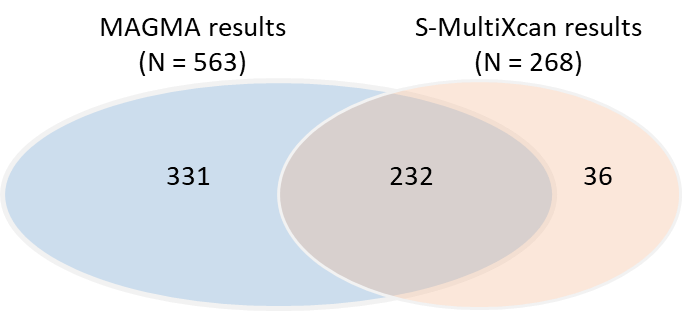 MAGMA results
(N = 563)
S-MultiXcan results
(N = 268)
331
232
36